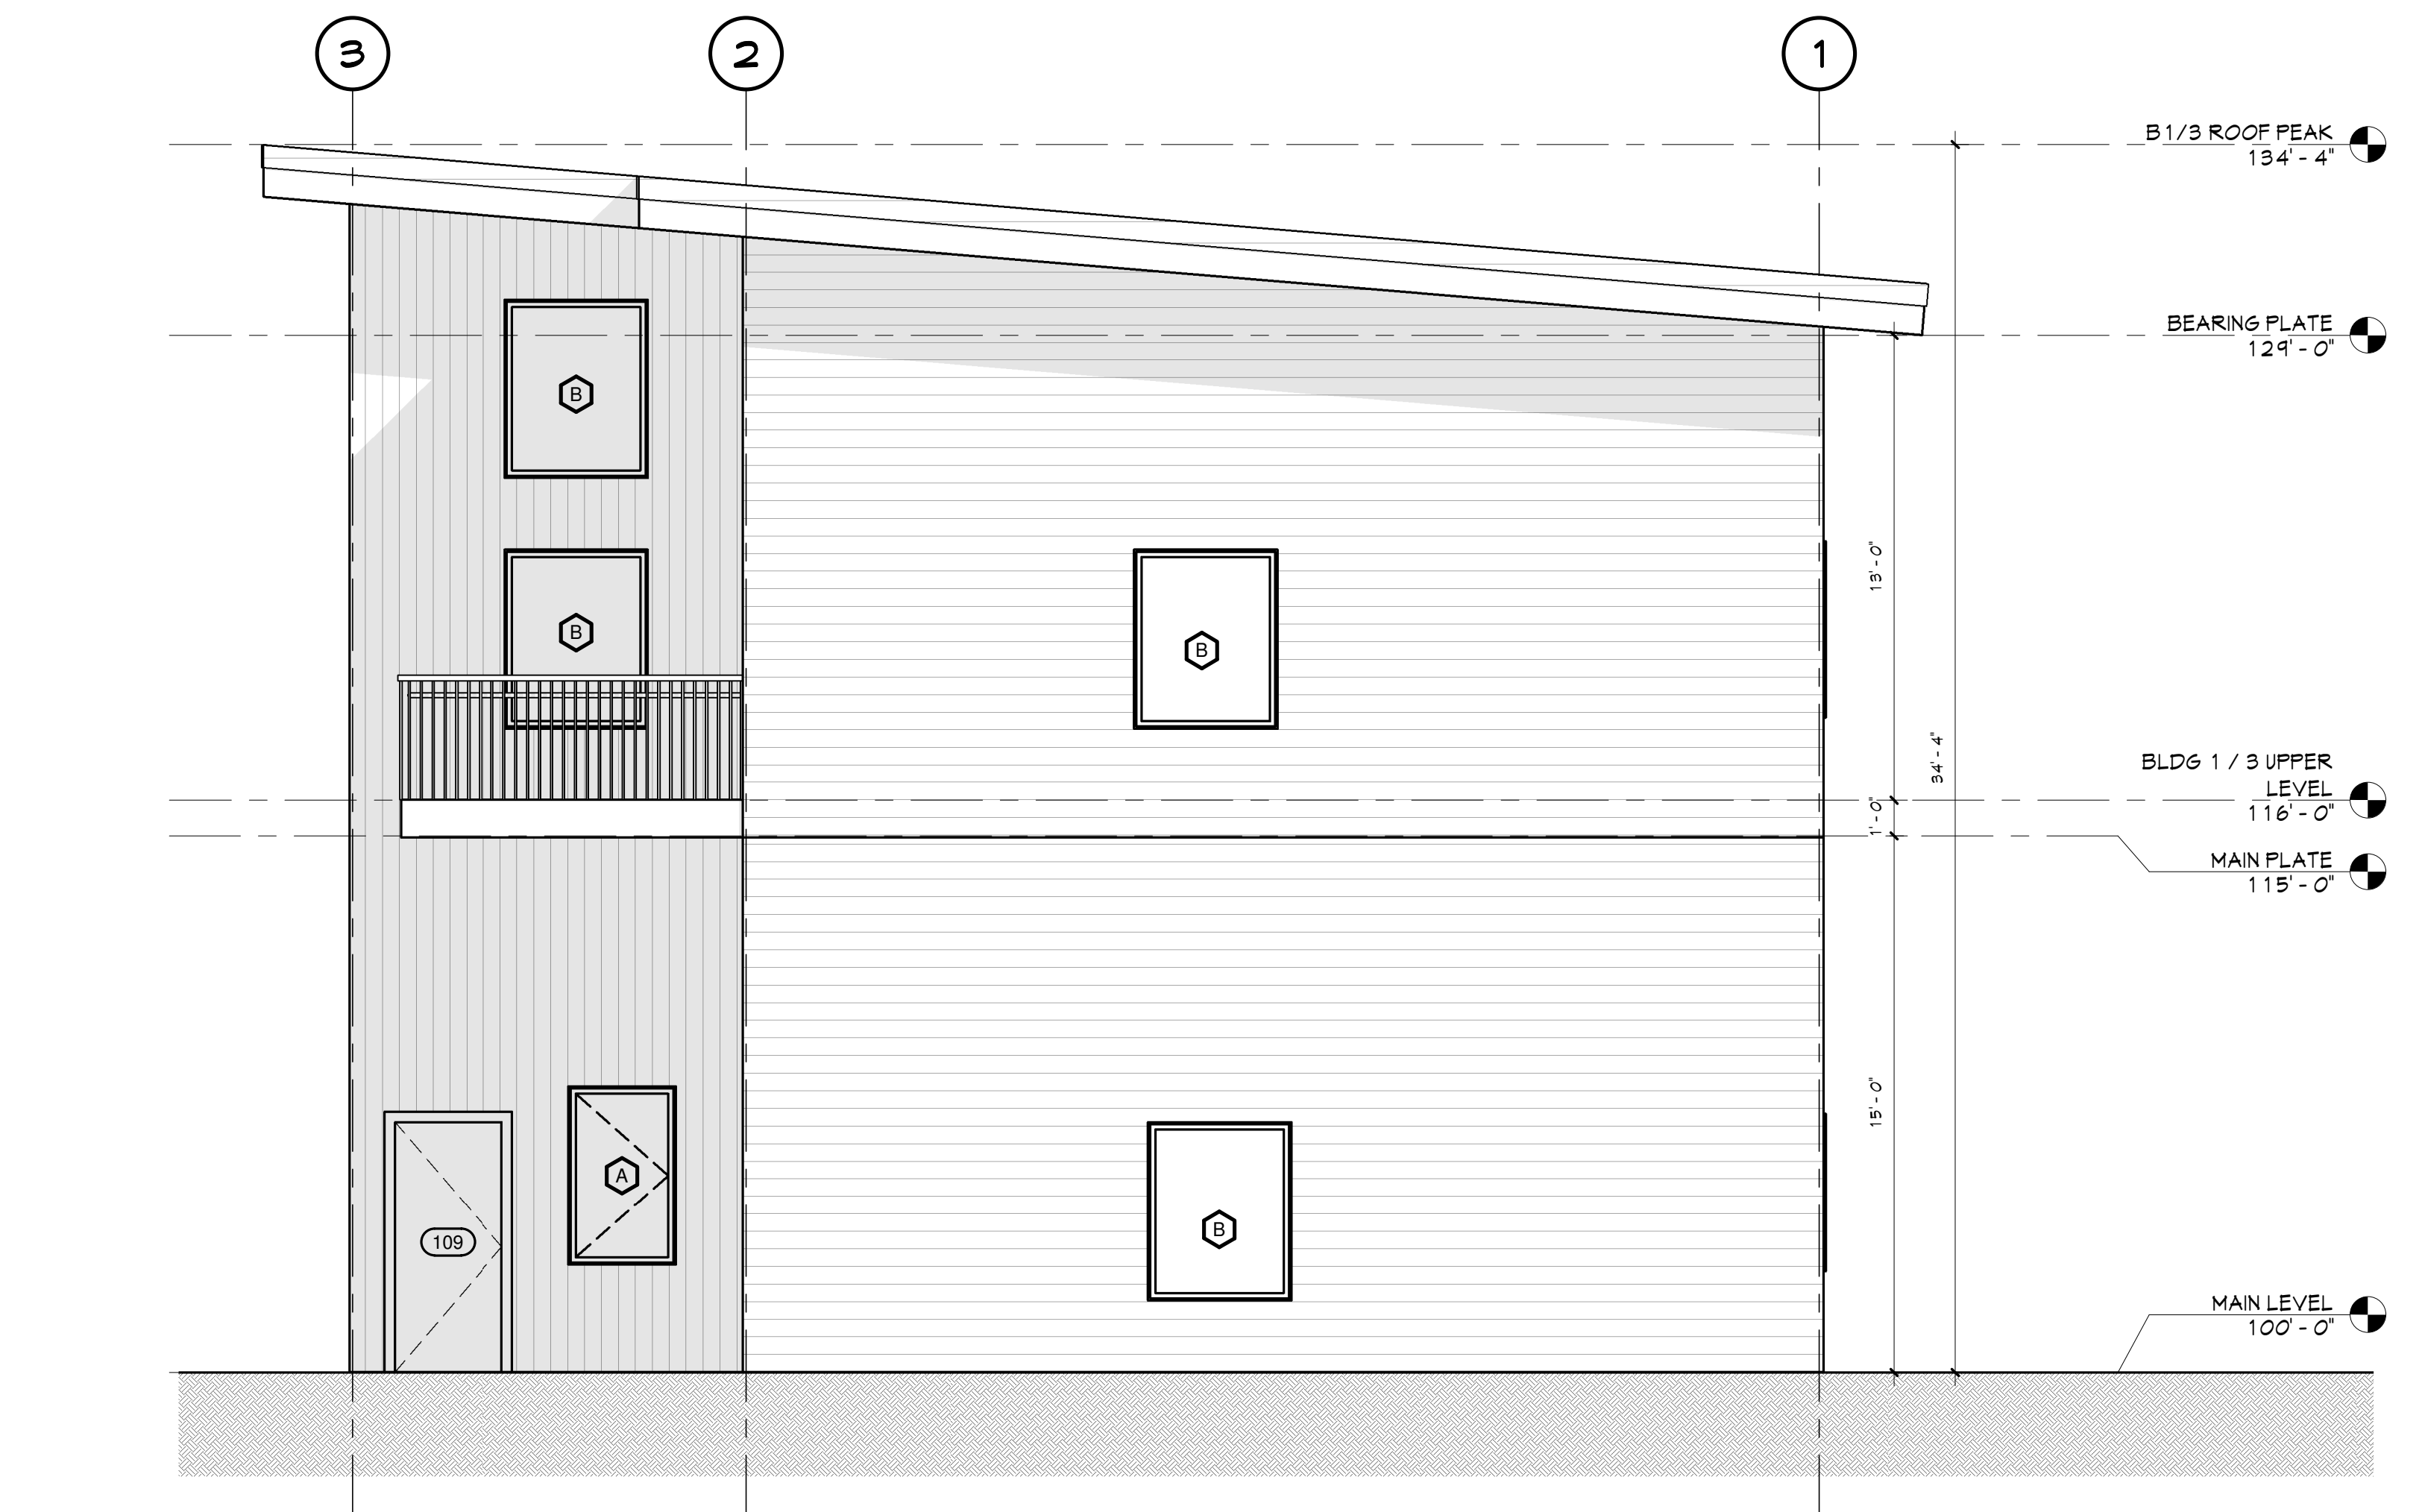 3
2
1
B1/3 ROOF PEAK
134' - 4"
BEARING PLATE
129' - 0"
B
13' - 0"
B
B
34' - 4"
BLDG 1 / 3 UPPER
LEVEL
116' - 0"
1' - 0"
MAIN PLATE
115' - 0"
15' - 0"
A
B
109
MAIN LEVEL
100' - 0"